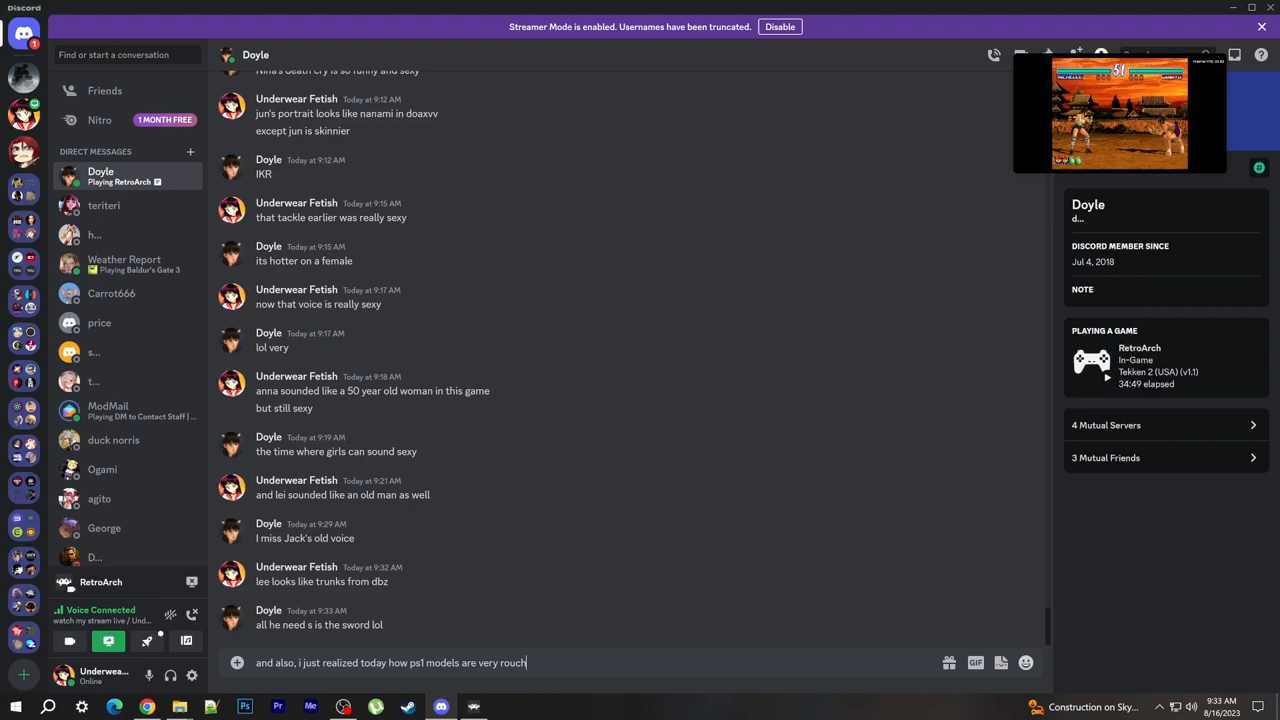 Discord
Streamer Mode is enabled. Usernames have been truncated.
Disable
1
Find or start a conversation
Doyle
Friends
Nitro
1 MONTH FREE
DIRECT MESSAGES
Doyle
Playing RetroArch
teriteri
h...
Weather Report
Playing Baldur's Gate 3
Carrot666
price
s...
t...
ModMail
Playing DM to Contact Staff | ...
duck norris
Ogami
agito
George
D...
RetroArch
Voice Connected
watch my stream live / Und...
Underwea...
Online
Nina's death cry is so funny and sexy
Underwear Fetish Today at 9:12 AM
jun's portrait looks like nanami in doaxvv
except jun is skinnier
Doyle Today at 9:12 AM
IKR
Underwear Fetish Today at 9:15 AM
that tackle earlier was really sexy
Doyle Today at 9:15 AM
its hotter on a female
Underwear Fetish Today at 9:17 AM
now that voice is really sexy
Doyle Today at 9:17 AM
lol very
Underwear Fetish Today at 9:18 AM
anna sounded like a 50 year old woman in this game
but still sexy
Doyle Today at 9:19 AM
the time where girls can sound sexy
Underwear Fetish Today at 9:21 AM
and lei sounded like an old man as well
Doyle Today at 9:29 AM
I miss Jack's old voice
Underwear Fetish Today at 9:32 AM
lee looks like trunks from dbz
Doyle Today at 9:33 AM
all he need s is the sword lol
and also, i just realized today how ps1 models are very rouch
GIF
51
Doyle
d...
DISCORD MEMBER SINCE
Jul 4, 2018
NOTE
PLAYING A GAME
RetroArch
In-Game
Tekken 2 (USA) (v1.1)
34:49 elapsed
4 Mutual Servers
3 Mutual Friends
Ps
Pr
Me
Construction on Sky...
9:33 AM
8/16/2023